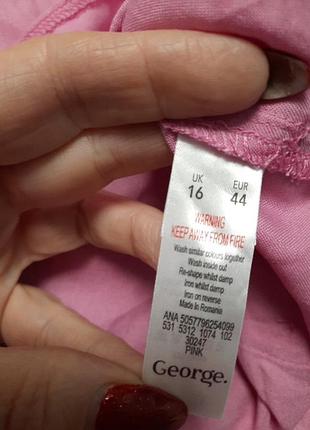 UK EUR
16 44
WARNING
KEEP AWAY FROM FIRE
Wash similar colours together
Wash inside out
Re-shape whilst damp
Iron whilst damp
Iron on reverse
Made in Romania
ANA 5057796254099
531 5312 1074 102
30247
PINK
George.